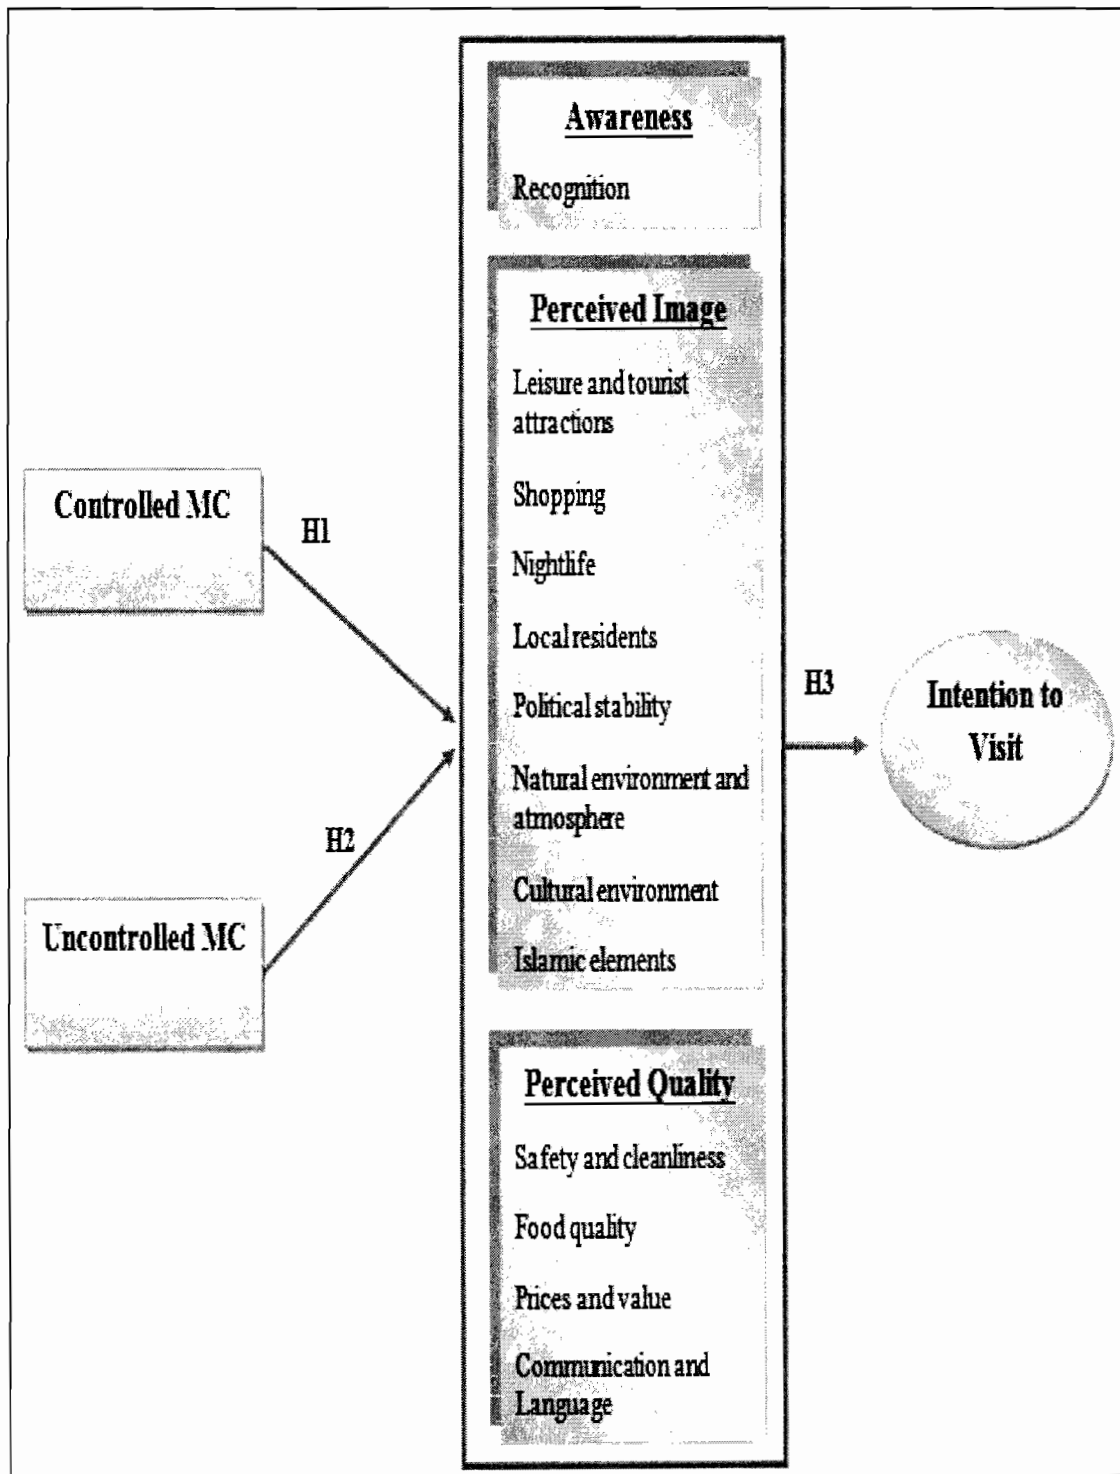 Awareness
Recognition
Perceived Image
Leisure and tourist
attractions
Shopping
Nightlife
Local residents
Political stability
Natural environment and
atmosphere
Cultural environment
Islamic elements
Perceived Quality
Safety and cleanliness
Food quality
Prices and value
Communication and
Language
Controlled MC
H1
H2
Uncontrolled MC
H3
Intention to
Visit